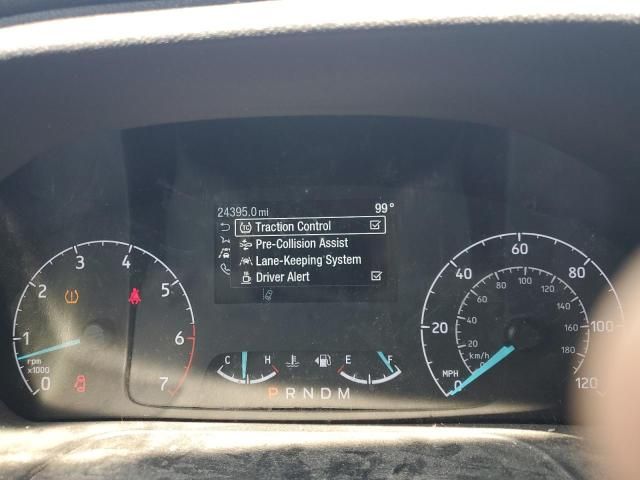 24395.0 mi 99°
TC Traction Control
Pre-Collision Assist
Lane-Keeping System
Driver Alert
0 1 2 3 4 5 6 7
rpm
x1000
C H E F
P R N D M
0 20 40 60 80 100 120
MPH
20 40 60 80 100 120 140 160 180
km/h